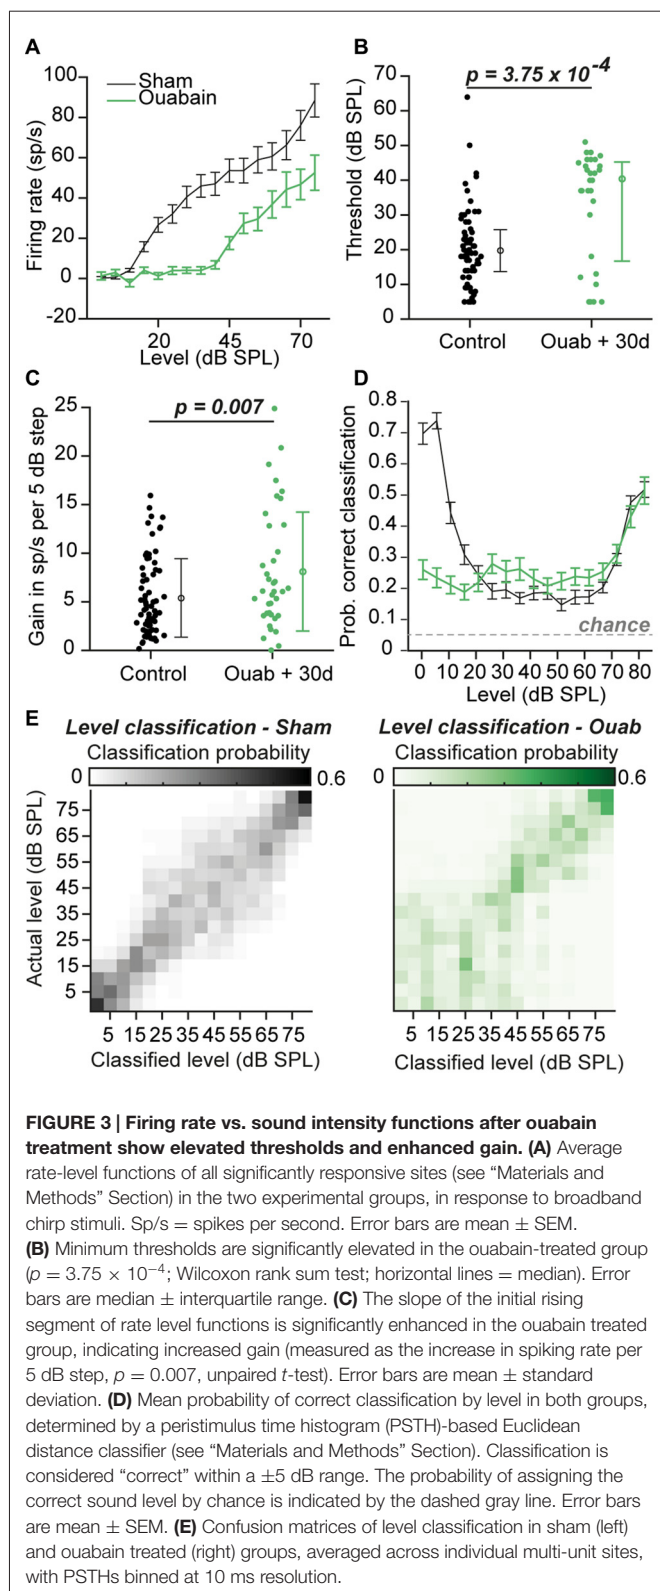 A
Firing rate (sp/s)
100
80
60
40
20
0
-20
Sham
Ouabain
20 45 70
Level (dB SPL)
B
p = 3.75 x 10-4
Threshold (dB SPL)
70
60
50
40
30
20
10
0
Control Ouab + 30d
C
p = 0.007
Gain in sp/s per 5 dB step
25
20
15
10
5
0
Control Ouab + 30d
D
Prob. correct classification
0.8
0.7
0.6
0.5
0.4
0.3
0.2
0.1
0
chance
0 10 20 30 40 50 60 70 80
Level (dB SPL)
E
Level classification - Sham
Classification probability
0 0.6
Actual level (dB SPL)
75
65
55
45
35
25
15
5
5 15 25 35 45 55 65 75
Classified level (dB SPL)
Level classification - Ouab
Classification probability
0 0.6
5 15 25 35 45 55 65 75
Classified level (dB SPL)
FIGURE 3 | Firing rate vs. sound intensity functions after ouabain
treatment show elevated thresholds and enhanced gain. (A) Average
rate-level functions of all significantly responsive sites (see “Materials and
Methods” Section) in the two experimental groups, in response to broadband
chirp stimuli. Sp/s = spikes per second. Error bars are mean ± SEM.
(B) Minimum thresholds are significantly elevated in the ouabain-treated group
(p = 3.75 × 10−4; Wilcoxon rank sum test; horizontal lines = median). Error
bars are median ± interquartile range. (C) The slope of the initial rising
segment of rate level functions is significantly enhanced in the ouabain treated
group, indicating increased gain (measured as the increase in spiking rate per
5 dB step, p = 0.007, unpaired t-test). Error bars are mean ± standard
deviation. (D) Mean probability of correct classification by level in both groups,
determined by a peristimulus time histogram (PSTH)-based Euclidean
distance classifier (see “Materials and Methods” Section). Classification is
considered “correct” within a ±5 dB range. The probability of assigning the
correct sound level by chance is indicated by the dashed gray line. Error bars
are mean ± SEM. (E) Confusion matrices of level classification in sham (left)
and ouabain treated (right) groups, averaged across individual multi-unit sites,
with PSTHs binned at 10 ms resolution.